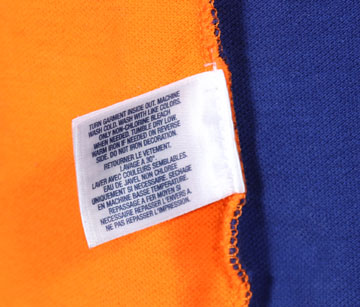 TURN GARMENT INSIDE OUT. MACHINE
WASH COLD. WASH WITH LIKE COLORS.
ONLY NON-CHLORINE BLEACH
WHEN NEEDED. TUMBLE DRY LOW.
WARM IRON IF NEEDED ON REVERSE
SIDE. DO NOT IRON DECORATION.
RETOURNER LE VETEMENT.
LAVAGE A 30°.
LAVER AVEC COULEURS SEMBLABLES.
EAU DE JAVEL NON CHLOREE
UNIQUEMENT SI NECESSAIRE. SECHAGE
EN MACHINE BASSE TEMPERATURE.
REPASSAGE A FER MOYEN SI
NECESSAIRE REPASSER A L'ENVERS
NE PAS REPASSER L'IMPRESSION.